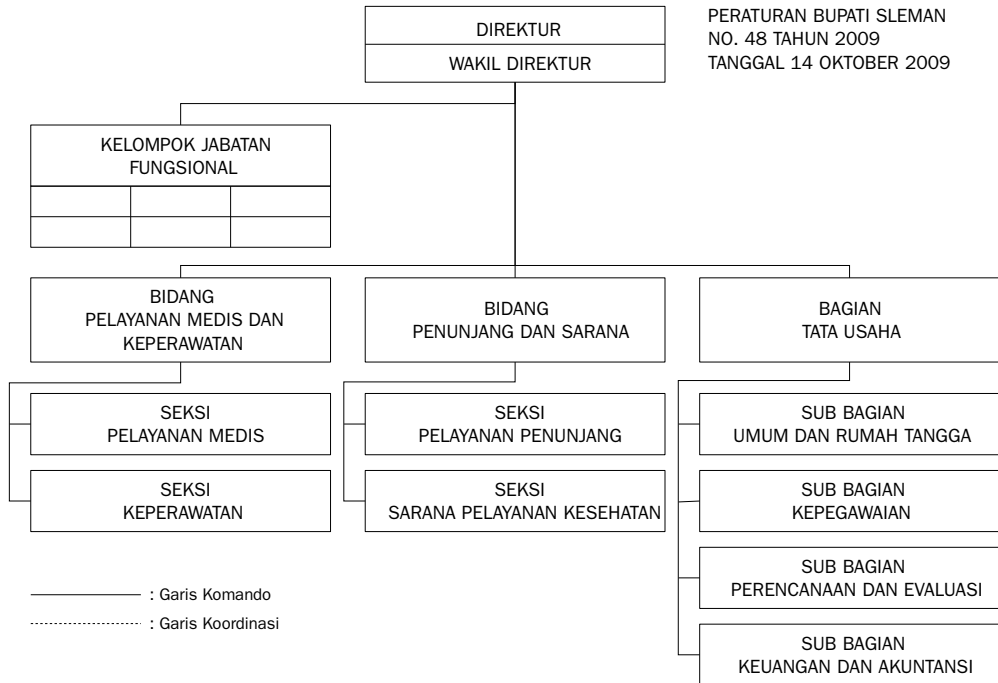 DIREKTUR
WAKIL DIREKTUR
PERATURAN BUPATI SLEMAN
NO. 48 TAHUN 2009
TANGGAL 14 OKTOBER 2009
KELOMPOK JABATAN
FUNGSIONAL
BIDANG
PELAYANAN MEDIS DAN
KEPERAWATAN
BIDANG
PENUNJANG DAN SARANA
BAGIAN
TATA USAHA
SEKSI
PELAYANAN MEDIS
SEKSI
KEPERAWATAN
SEKSI
PELAYANAN PENUNJANG
SEKSI
SARANA PELAYANAN KESEHATAN
SUB BAGIAN
UMUM DAN RUMAH TANGGA
SUB BAGIAN
KEPEGAWAIAN
SUB BAGIAN
PERENCANAAN DAN EVALUASI
SUB BAGIAN
KEUANGAN DAN AKUNTANSI
: Garis Komando
: Garis Koordinasi